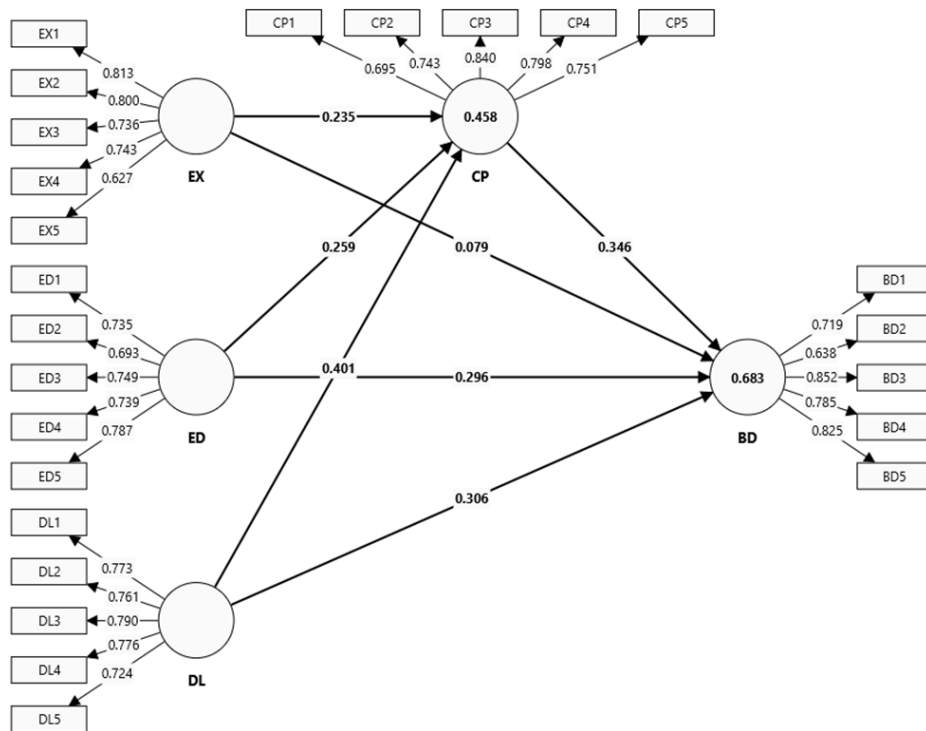 CP1
CP2
CP3
CP4
CP5
0.695
0.743
0.840
0.798
0.751
EX1
EX2
EX3
EX4
EX5
0.813
0.800
0.736
0.743
0.627
EX
0.235
0.458
CP
0.259
0.079
0.346
ED1
ED2
ED3
ED4
ED5
0.735
0.693
0.749
0.739
0.787
ED
0.401
0.296
0.683
BD
BD1
BD2
BD3
BD4
BD5
0.719
0.638
0.852
0.785
0.825
0.306
DL1
DL2
DL3
DL4
DL5
0.773
0.761
0.790
0.776
0.724
DL